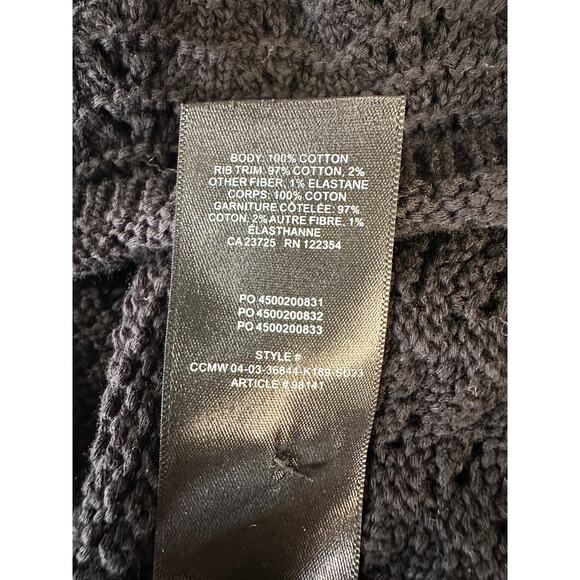 BODY: 100% COTTON
RIB TRIM: 97% COTTON, 2%
OTHER FIBER, 1% ELASTANE
CORPS: 100% COTON
GARNITURE CÔTELÉE: 97%
COTON, 2% AUTRE FIBRE, 1%
ÉLASTHANNE
CA 23725 RN 122354
PO 4500200831
PO 4500200832
PO 4500200833
STYLE #
CCMW 04-03-36844-K189-SU23
ARTICLE # 98141